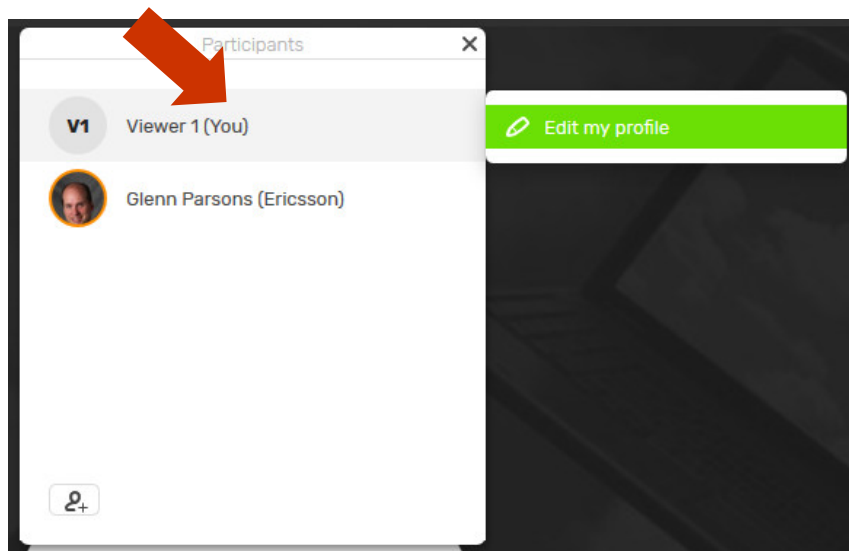 Participants
V1 Viewer 1 (You)
Edit my profile
Glenn Parsons (Ericsson)